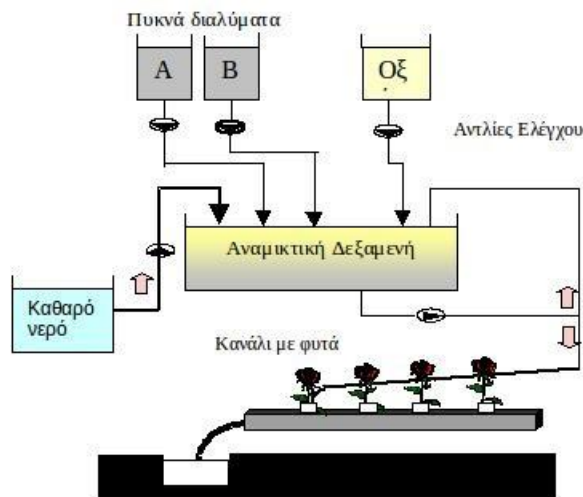 Πυκνά διαλύματα
Α
Β
Οξ
Αντλίες Ελέγχου
Αναμικτική Δεξαμενή
Καθαρό
νερό
Κανάλι με φυτά